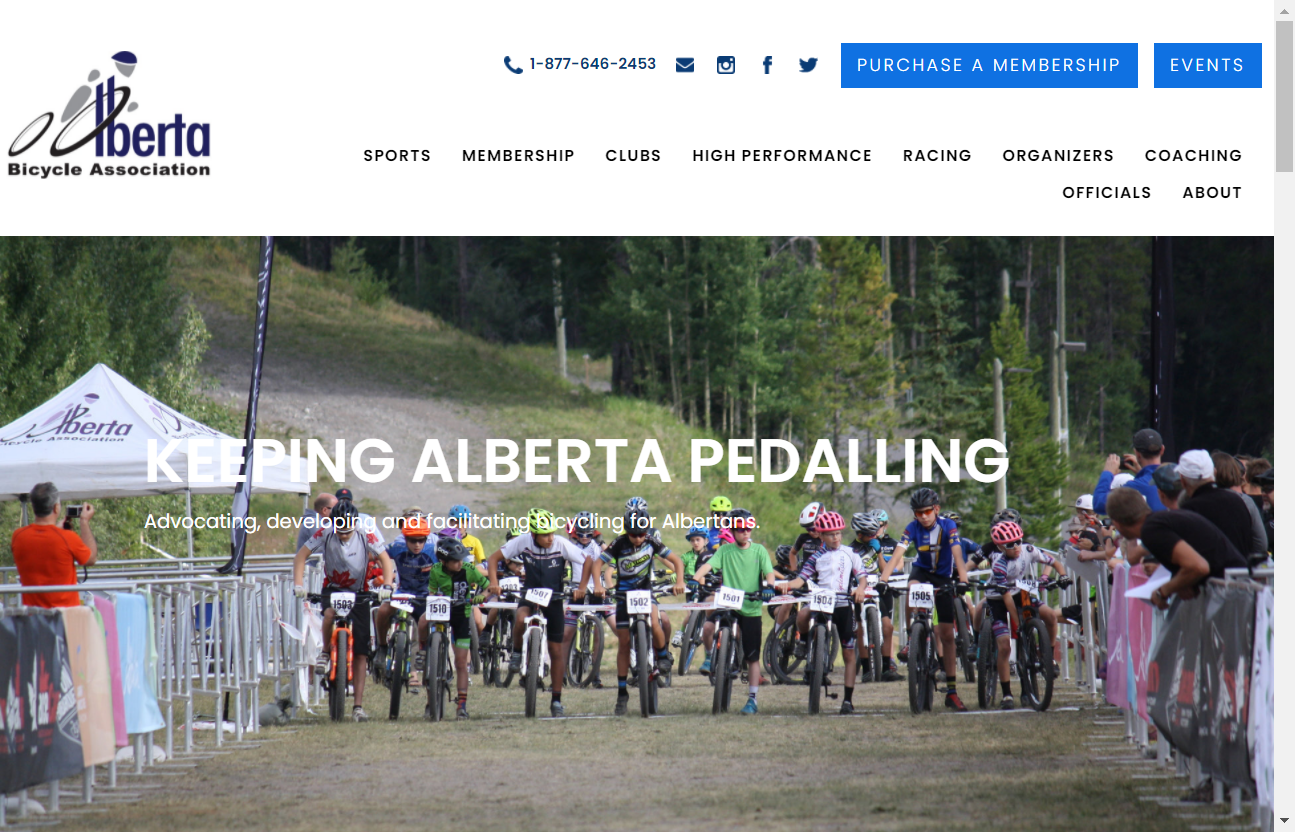 Alberta
Bicycle Association
1-877-646-2453
PURCHASE A MEMBERSHIP
EVENTS
SPORTS MEMBERSHIP CLUBS HIGH PERFORMANCE RACING ORGANIZERS COACHING
OFFICIALS ABOUT
Alberta
Bicycle Association
KEEPING ALBERTA PEDALLING
Advocating, developing and facilitating bicycling for Albertans.
1503
1510
1507
1502
1501
1504
1505